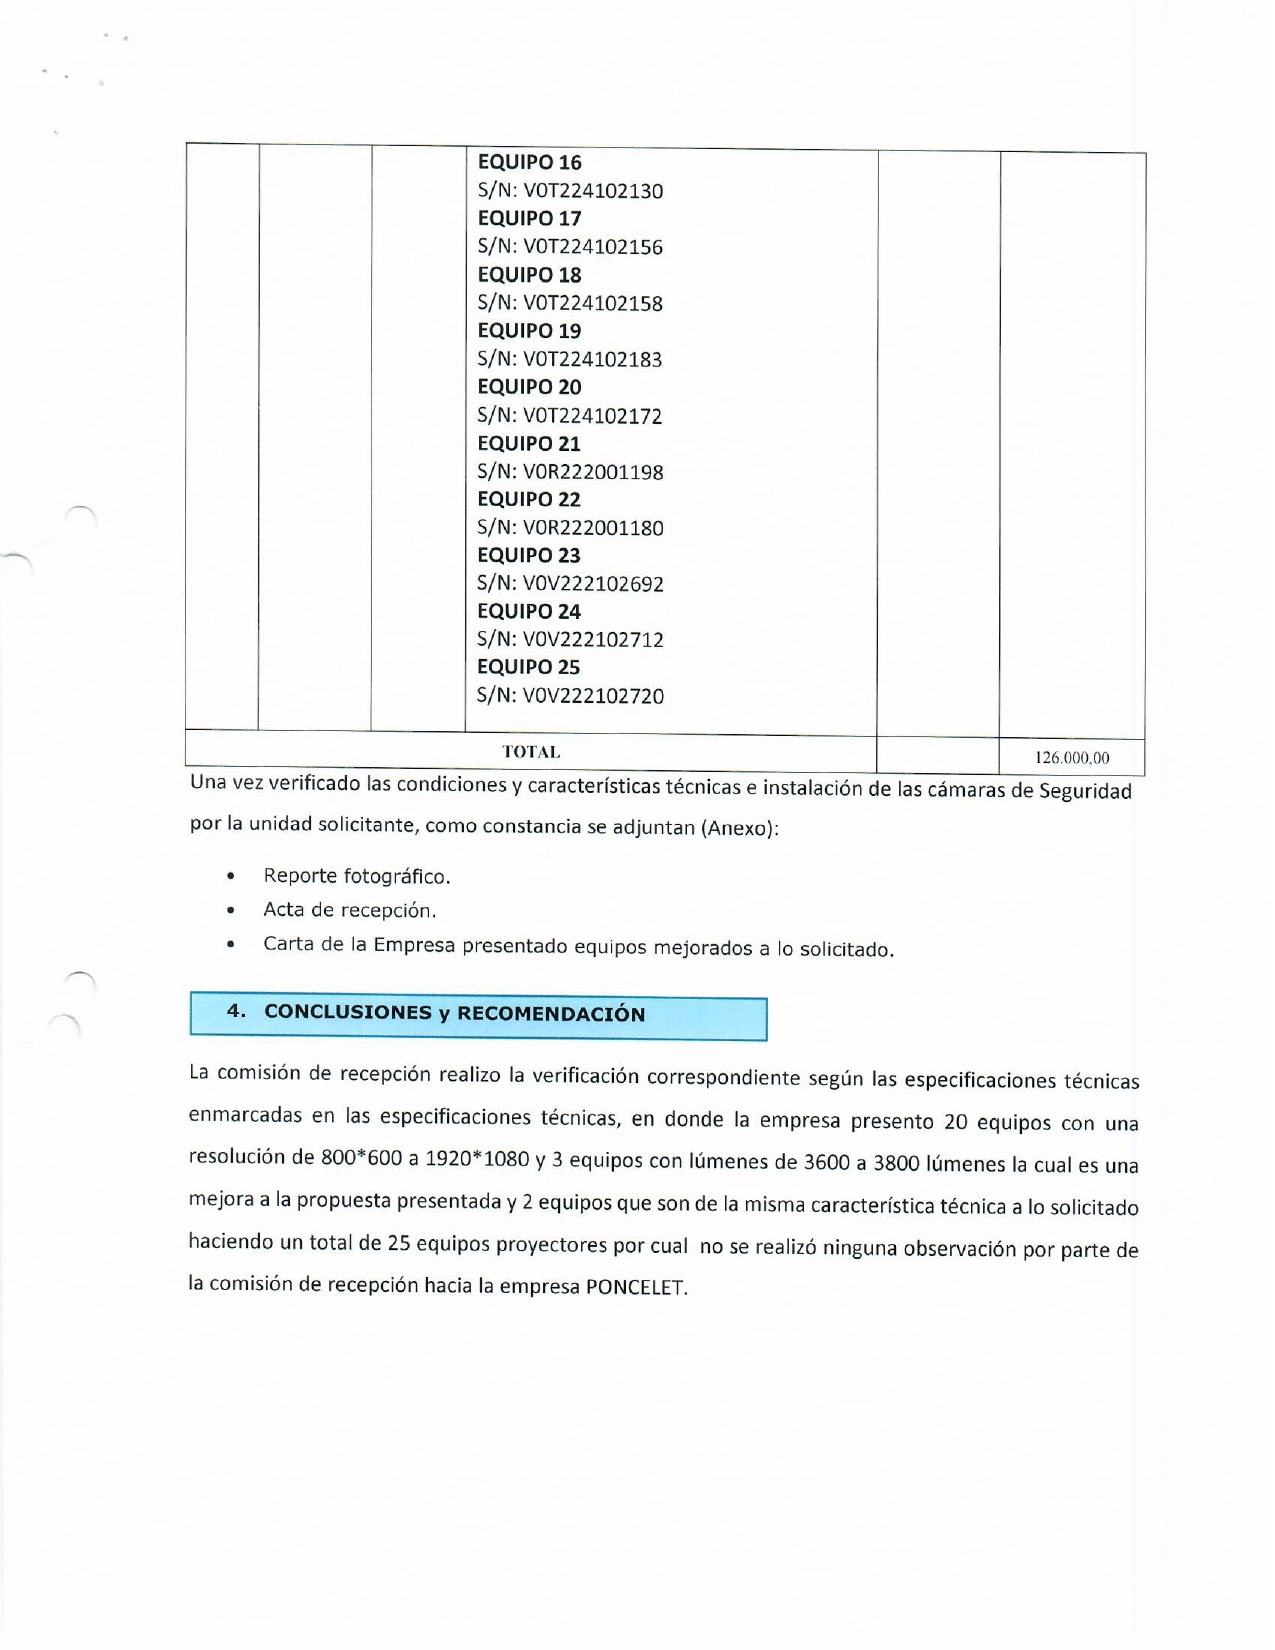 EQUIPO 16
S/N: V0T224102130
EQUIPO 17
S/N: V0T224102156
EQUIPO 18
S/N: V0T224102158
EQUIPO 19
S/N: V0T224102183
EQUIPO 20
S/N: V0T224102172
EQUIPO 21
S/N: V0R222001198
EQUIPO 22
S/N: V0R222001180
EQUIPO 23
S/N: V0V222102692
EQUIPO 24
S/N: V0V222102712
EQUIPO 25
S/N: V0V222102720
TOTAL 126.000,00
Una vez verificado las condiciones y características técnicas e instalación de las cámaras de Seguridad
por la unidad solicitante, como constancia se adjuntan (Anexo):
• Reporte fotográfico.
• Acta de recepción.
• Carta de la Empresa presentado equipos mejorados a lo solicitado.
4. CONCLUSIONES y RECOMENDACIÓN
La comisión de recepción realizo la verificación correspondiente según las especificaciones técnicas
enmarcadas en las especificaciones técnicas, en donde la empresa presento 20 equipos con una
resolución de 800*600 a 1920*1080 y 3 equipos con lúmenes de 3600 a 3800 lúmenes la cual es una
mejora a la propuesta presentada y 2 equipos que son de la misma característica técnica a lo solicitado
haciendo un total de 25 equipos proyectores por cual no se realizó ninguna observación por parte de
la comisión de recepción hacia la empresa PONCELET.